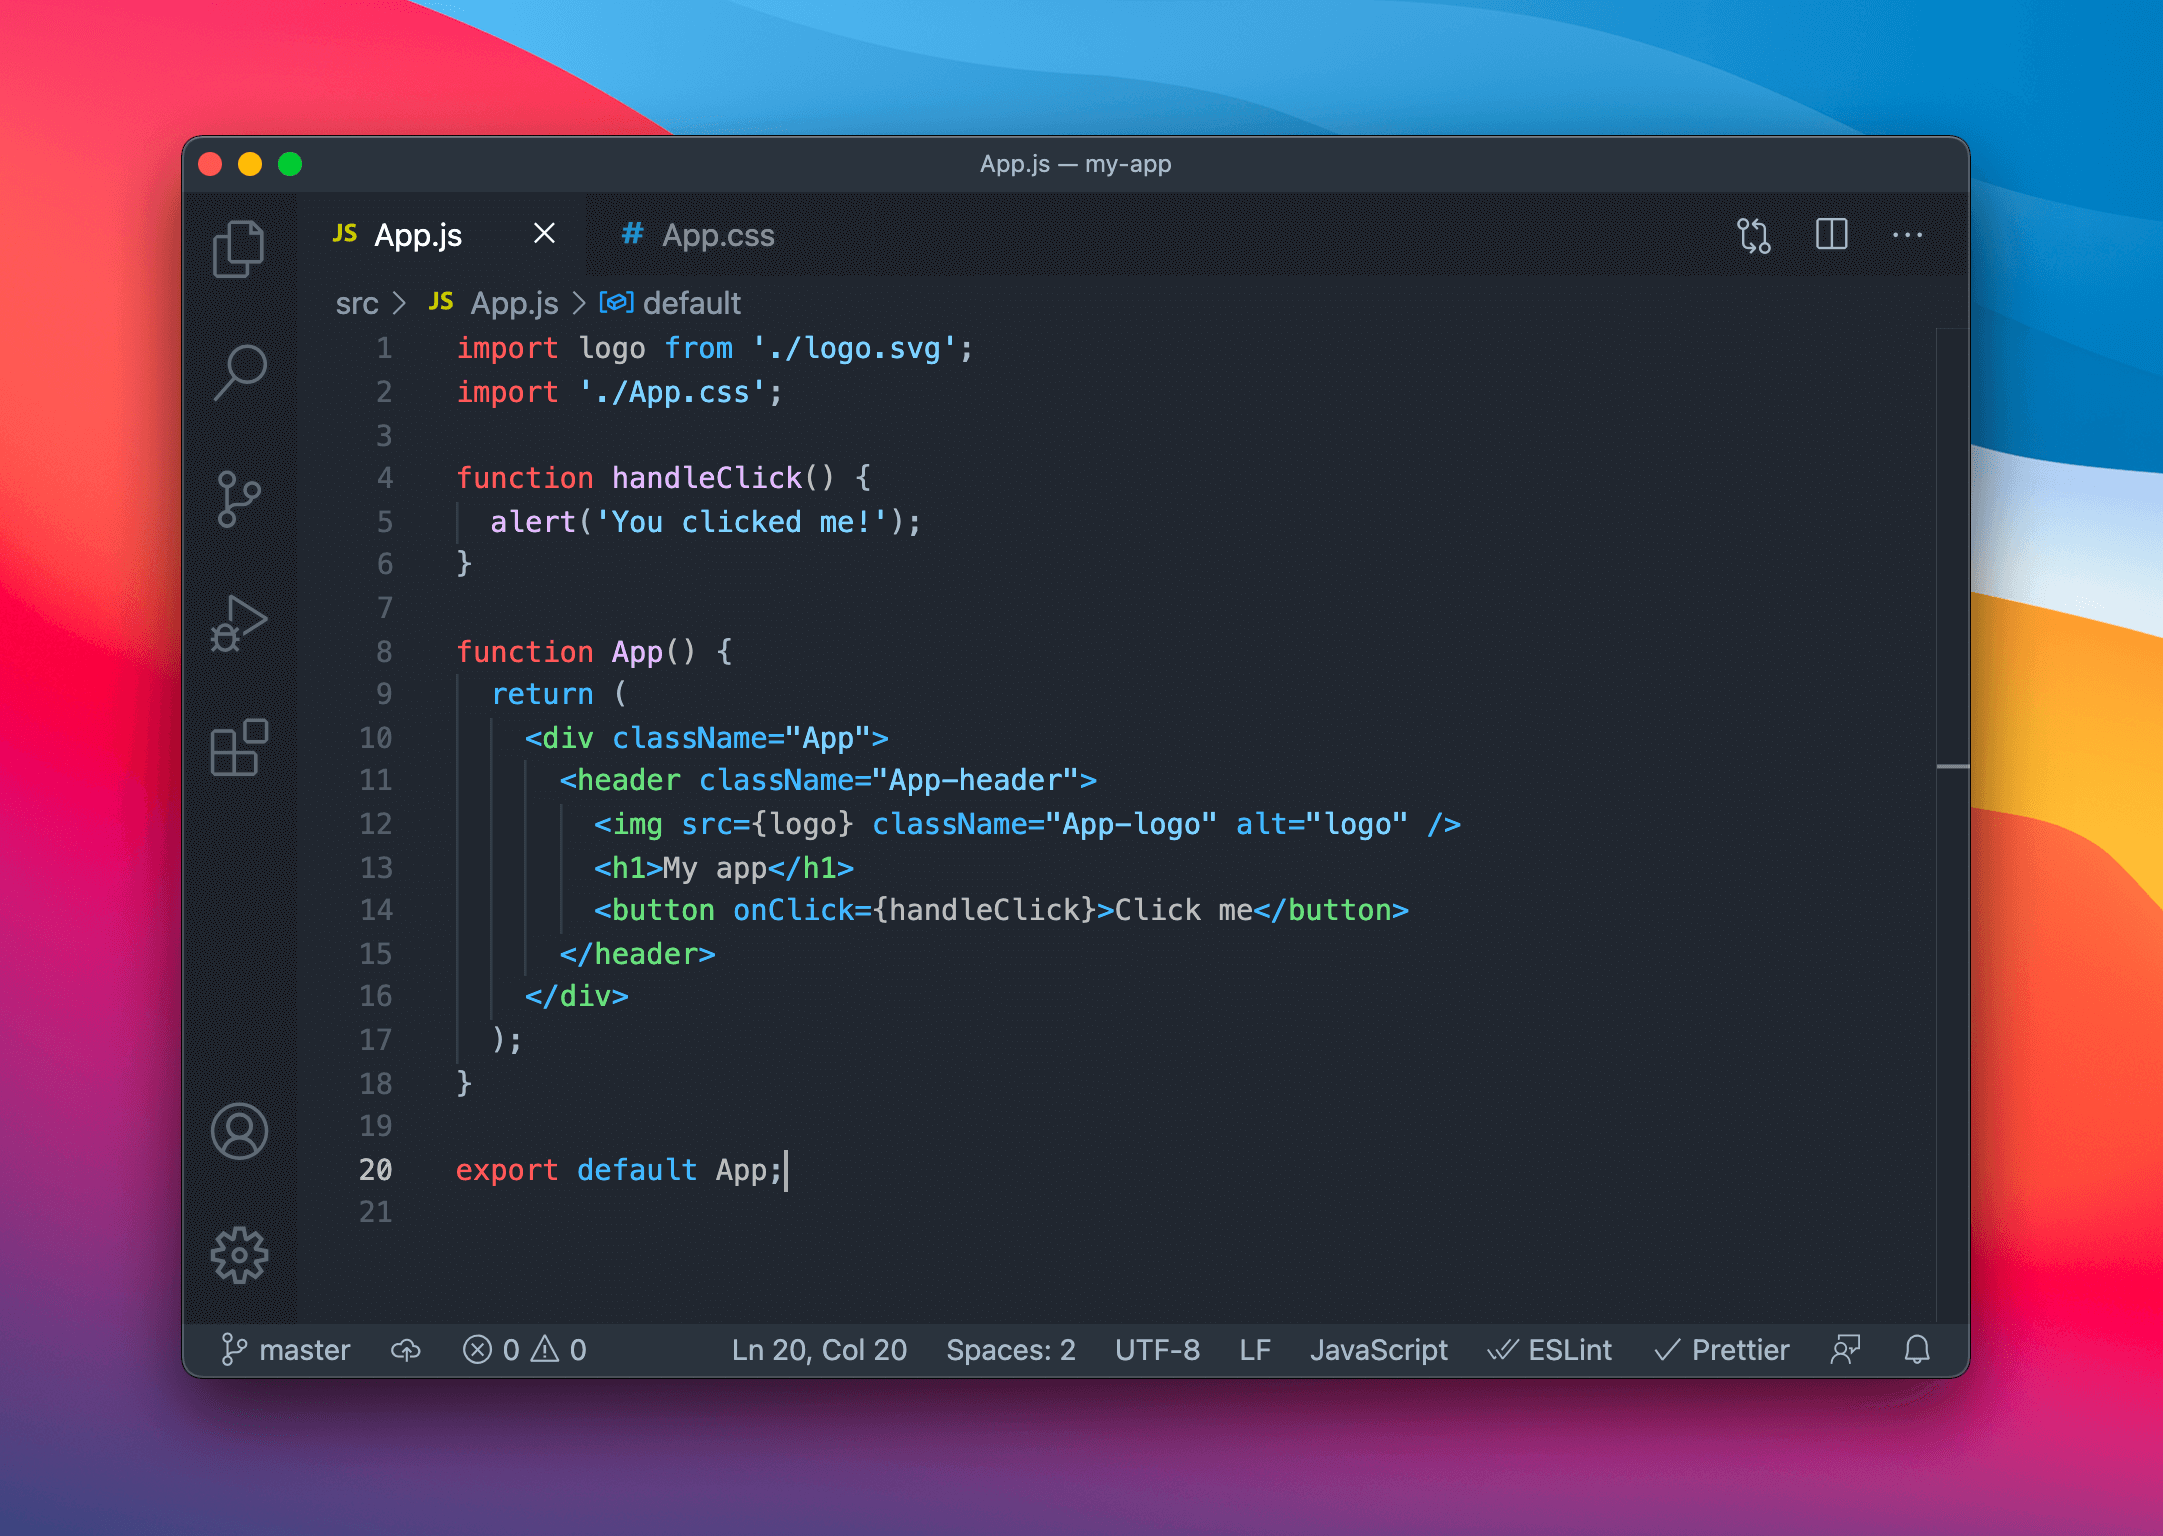 App.js — my-app
JS App.js # App.css
src JS App.js default
1 import logo from './logo.svg';
2 import './App.css';
3
4 function handleClick() {
5   alert('You clicked me!');
6 }
7
8 function App() {
9   return (
10     <div className="App">
11       <header className="App-header">
12         <img src={logo} className="App-logo" alt="logo" />
13         <h1>My app</h1>
14         <button onClick={handleClick}>Click me</button>
15       </header>
16     </div>
17   );
18 }
19
20 export default App;
21
master 0 0 Ln 20, Col 20 Spaces: 2 UTF-8 LF JavaScript ESLint Prettier